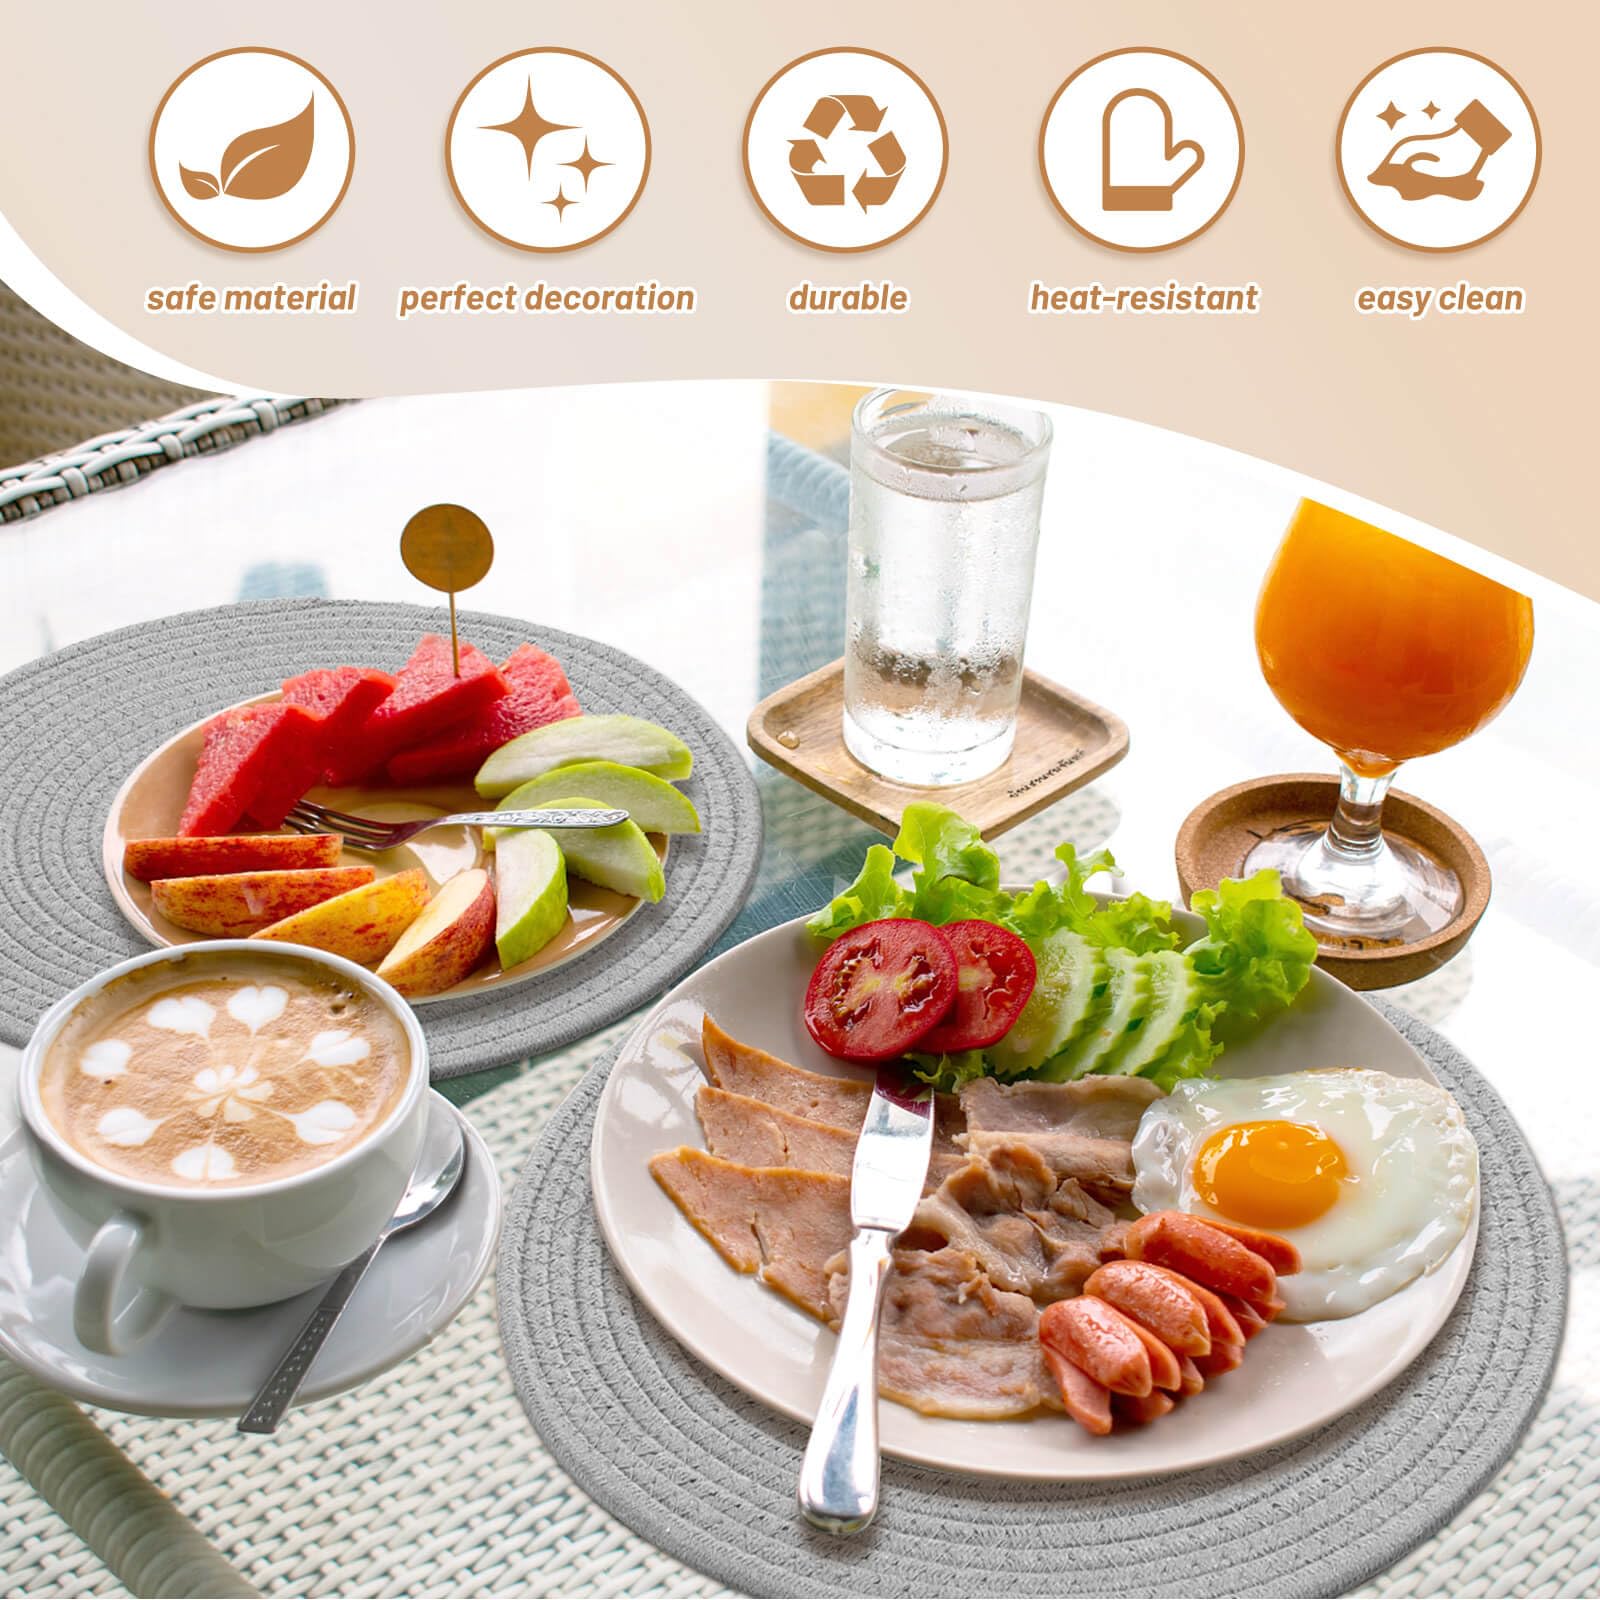 safe material
perfect decoration
durable
heat-resistant
easy clean